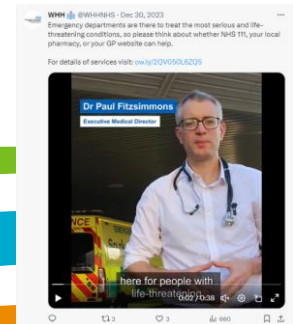 WHH @WHHNHS · Dec 30, 2023
Emergency departments are there to treat the most serious and life-
threatening conditions, so please think about whether NHS 111, your local
pharmacy, or your GP website can help.
For details of services visit: ow.ly/2QV050L6ZQ5
Dr Paul Fitzsimmons
Executive Medical Director
here for people with
life-threatening
0:02 / 0:38
3
3
660